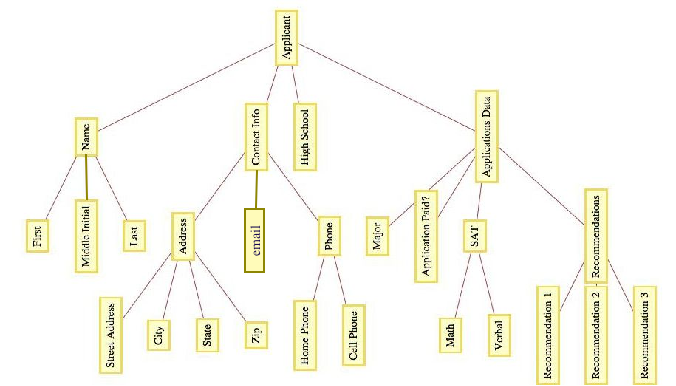 Applicant
Name
Contact Info
High School
Applications Data
First
Middle Initial
Last
Address
email
Phone
Major
Application Paid?
SAT
Recommendations
Street Address
City
State
Zip
Home Phone
Cell Phone
Math
Verbal
Recommendation 1
Recommendation 2
Recommendation 3